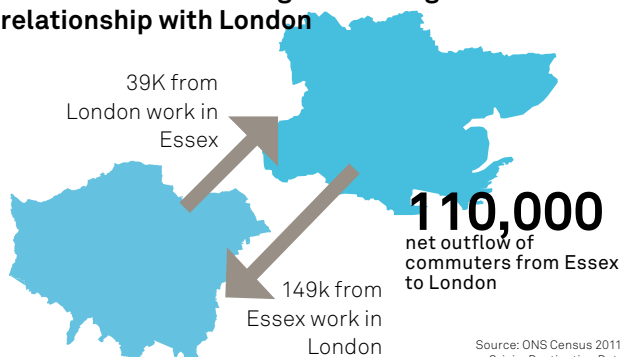 relationship with London
39K from
London work in
Essex
110,000
net outflow of
commuters from Essex
to London
149k from
Essex work in
London
Source: ONS Census 2011